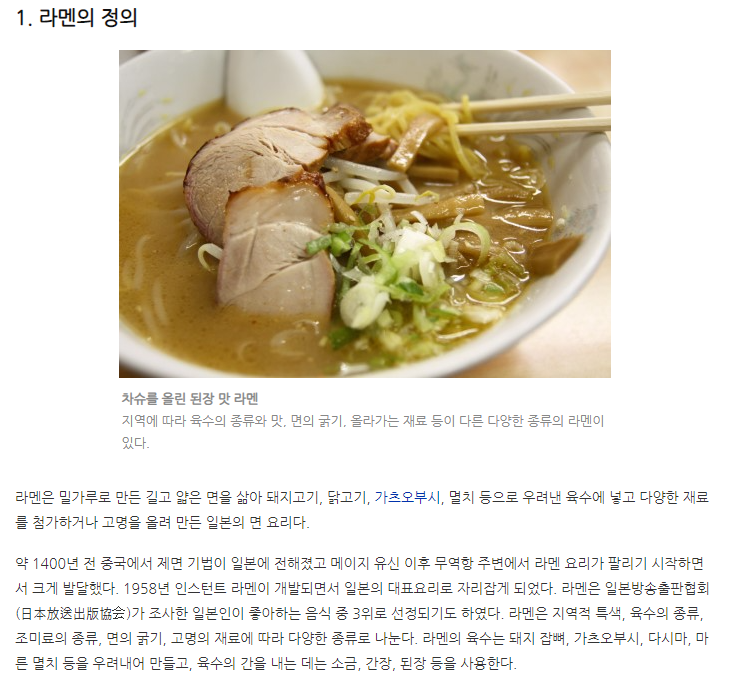 1. 라멘의 정의
차슈를 올린 된장 맛 라멘
지역에 따라 육수의 종류와 맛, 면의 굵기, 올라가는 재료 등이 다른 다양한 종류의 라멘이
있다.
라멘은 밀가루로 만든 길고 얇은 면을 삶아 돼지고기, 닭고기, 가츠오부시, 멸치 등으로 우려낸 육수에 넣고 다양한 재료
를 첨가하거나 고명을 올려 만든 일본의 면 요리다.
약 1400년 전 중국에서 제면 기법이 일본에 전해졌고 메이지 유신 이후 무역항 주변에서 라멘 요리가 팔리기 시작하면
서 크게 발달했다. 1958년 인스턴트 라멘이 개발되면서 일본의 대표요리로 자리잡게 되었다. 라멘은 일본방송출판협회
(日本放送出版協会)가 조사한 일본인이 좋아하는 음식 중 3위로 선정되기도 하였다. 라멘은 지역적 특색, 육수의 종류,
조미료의 종류, 면의 굵기, 고명의 재료에 따라 다양한 종류로 나눈다. 라멘의 육수는 돼지 잡뼈, 가츠오부시, 다시마, 마
른 멸치 등을 우려내어 만들고, 육수의 간을 내는 데는 소금, 간장, 된장 등을 사용한다.